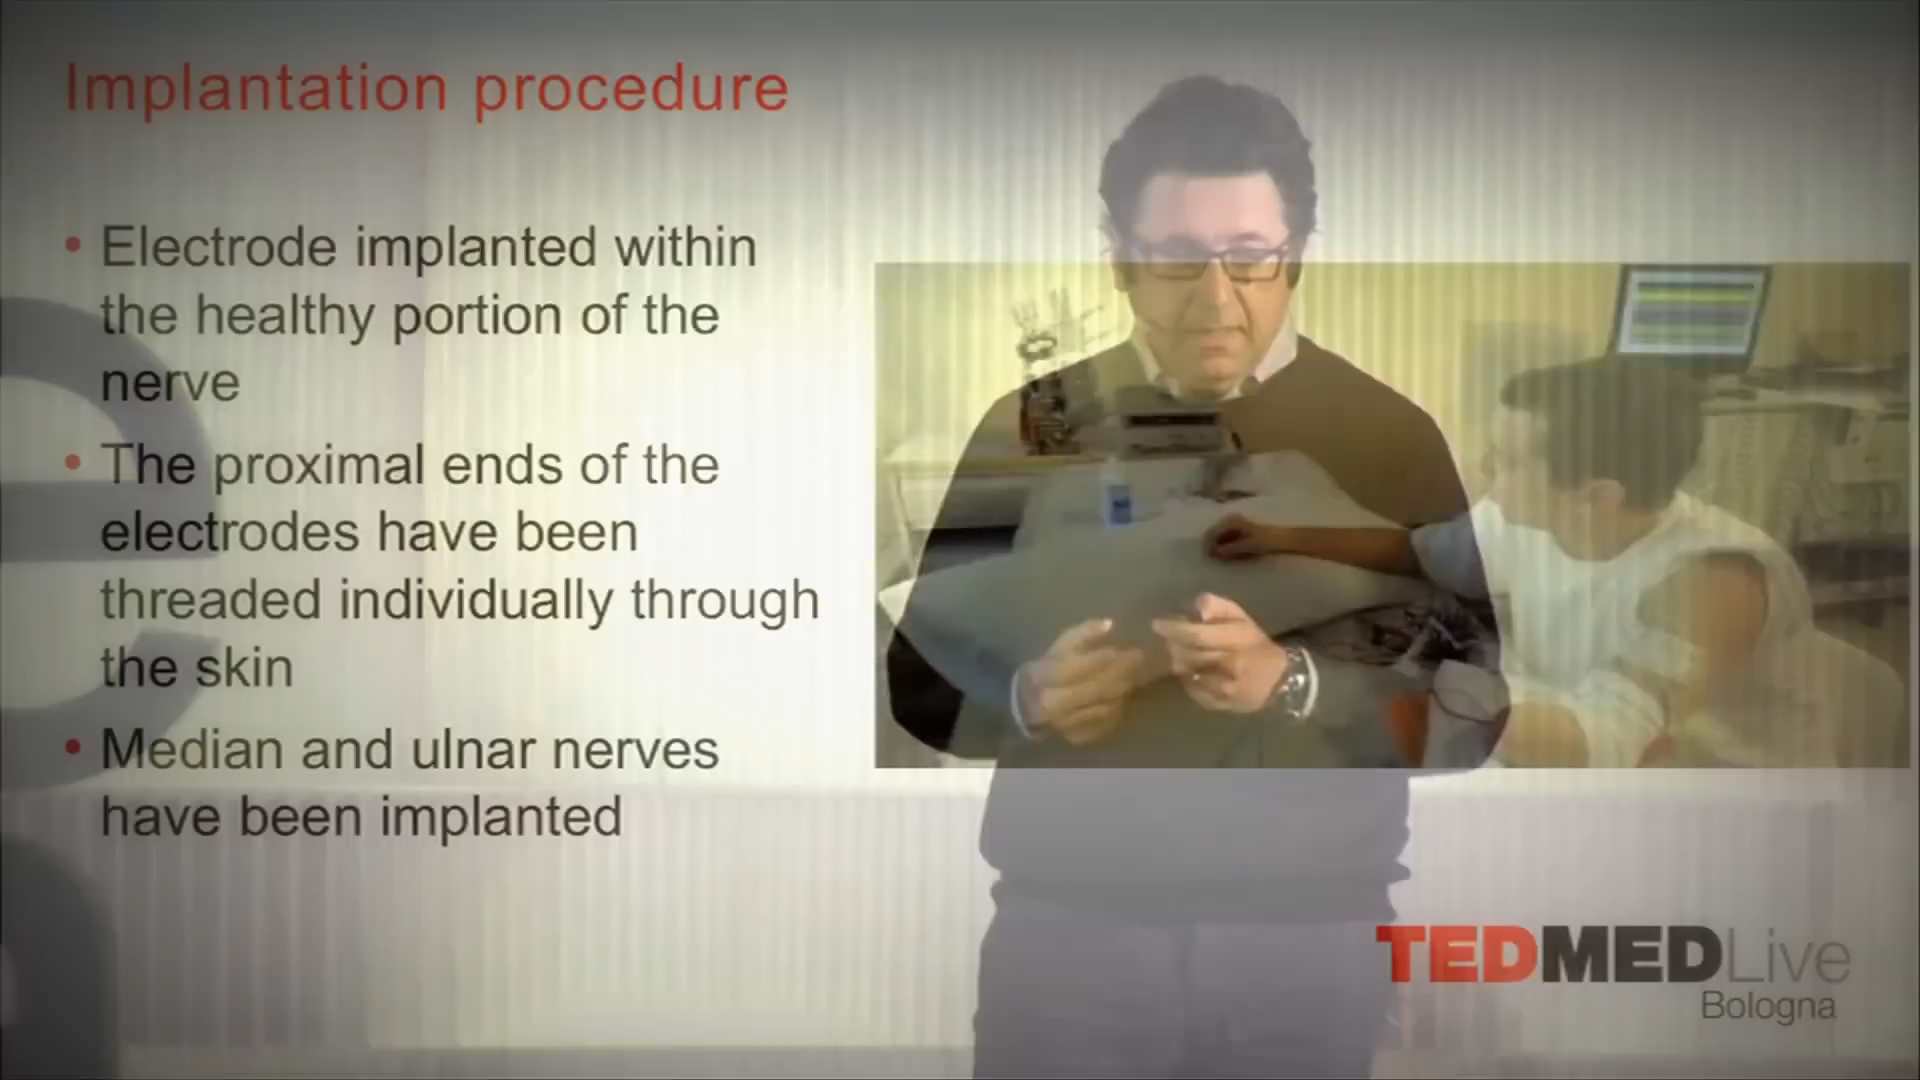 Implantation procedure
• Electrode implanted within
the healthy portion of the
nerve
• The proximal ends of the
electrodes have been
threaded individually through
the skin
• Median and ulnar nerves
have been implanted
TEDMEDLive
Bologna